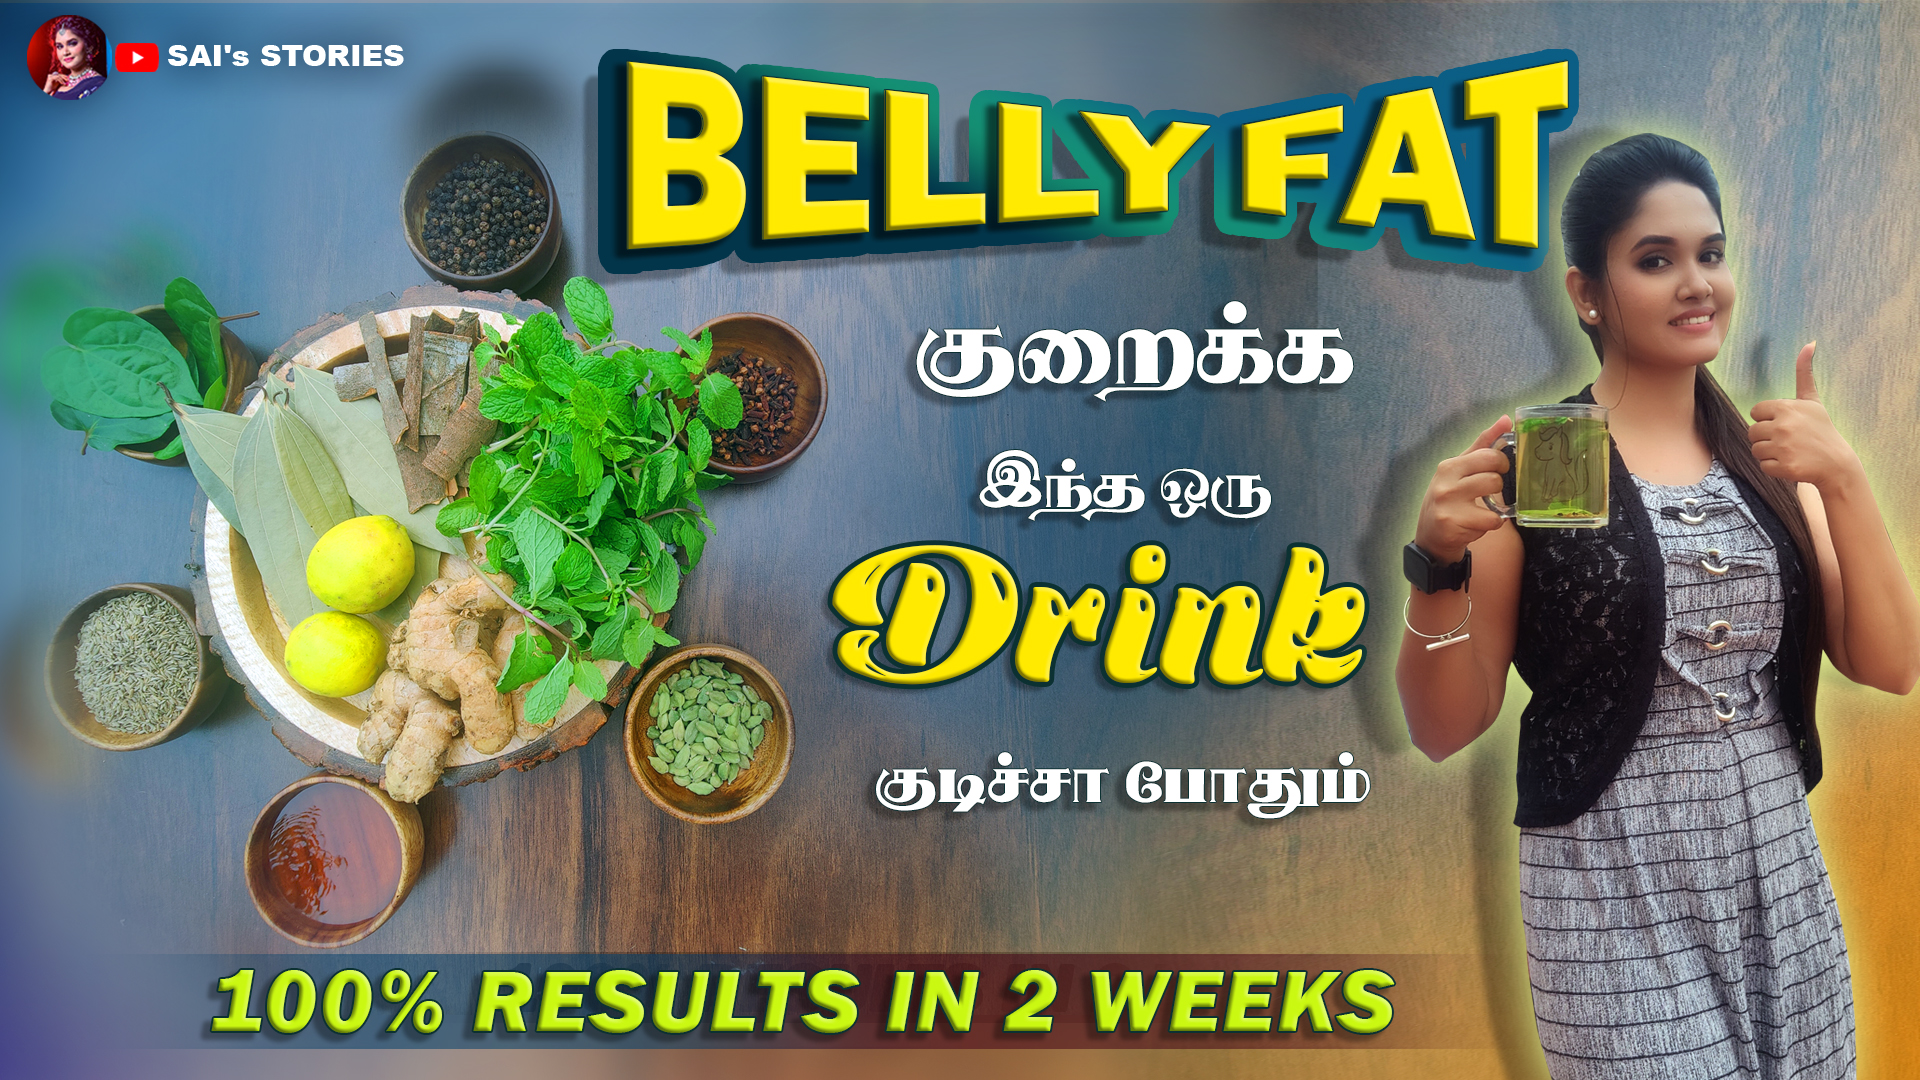 SAI's STORIES
BELLY FAT
குறைக்க
இந்த ஒரு
Drink
குடிச்சா போதும்
100% RESULTS IN 2 WEEKS